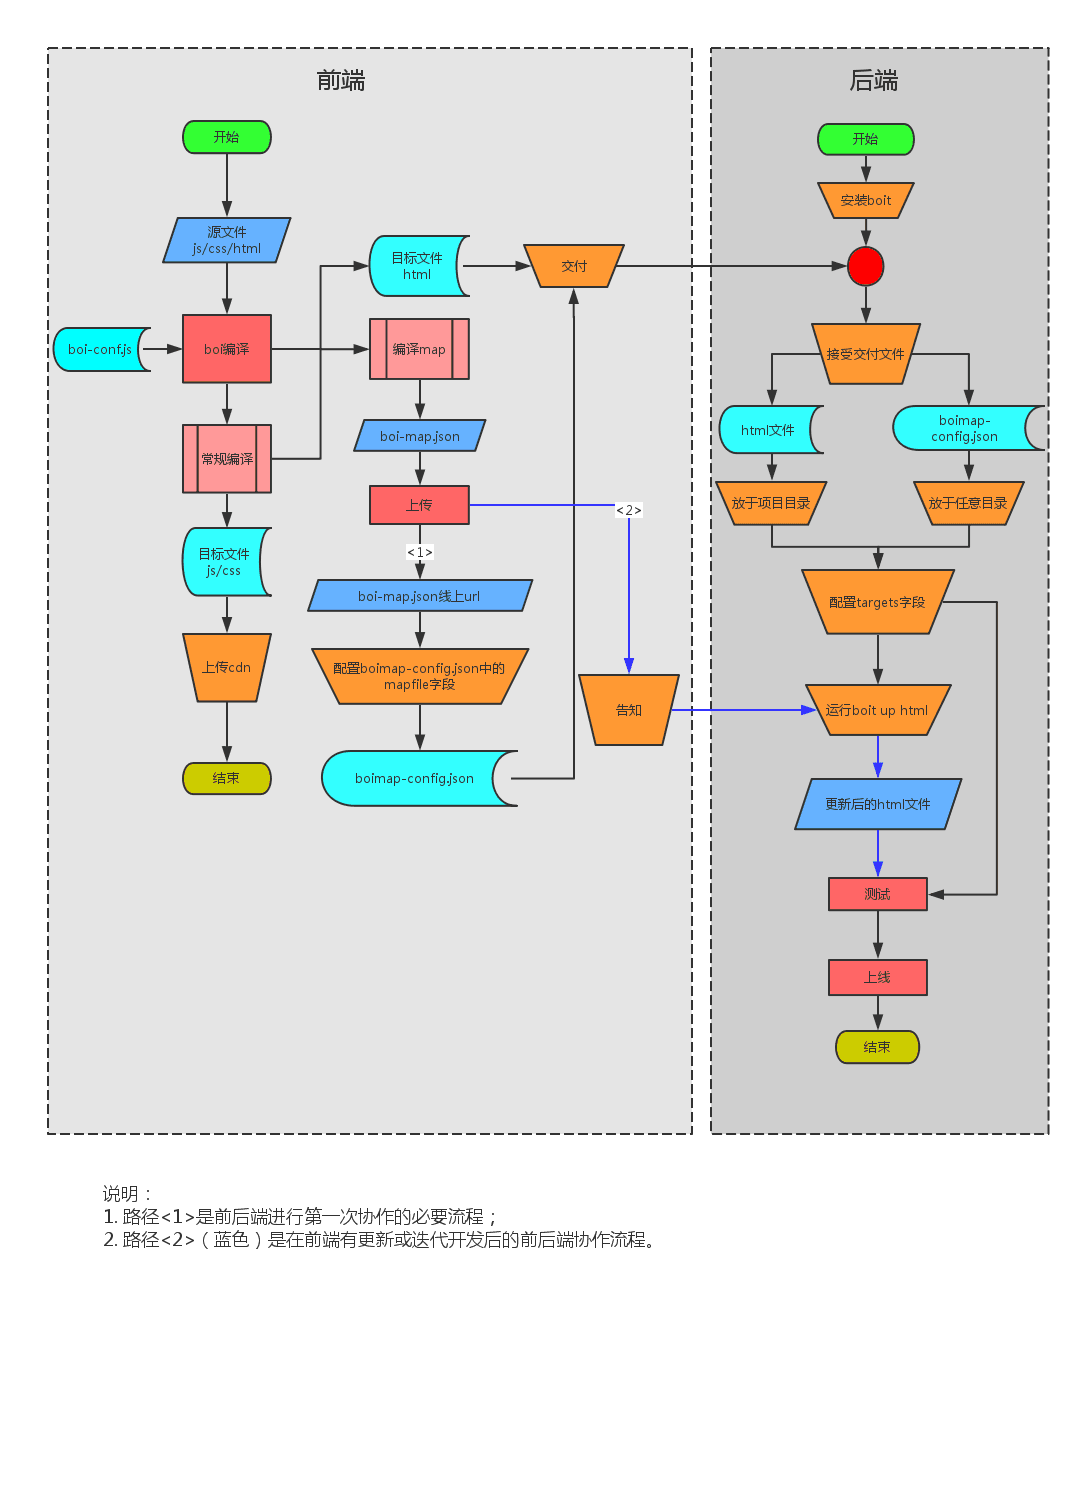 前端
开始
源文件
js/css/html
boi-conf.js
boi编译
常规编译
目标文件
js/css
上传cdn
结束
目标文件
html
交付
编译map
boi-map.json
上传
<1>
<2>
boi-map.json线上url
配置boimap-config.json中的
mapfile字段
boimap-config.json
告知
后端
开始
安装boit
接受交付文件
html文件
boimap-
config.json
放于项目目录
放于任意目录
配置targets字段
运行boit up html
更新后的html文件
测试
上线
结束
说明：
1. 路径<1>是前后端进行第一次协作的必要流程；
2. 路径<2>（蓝色）是在前端有更新或迭代开发后的前后端协作流程。